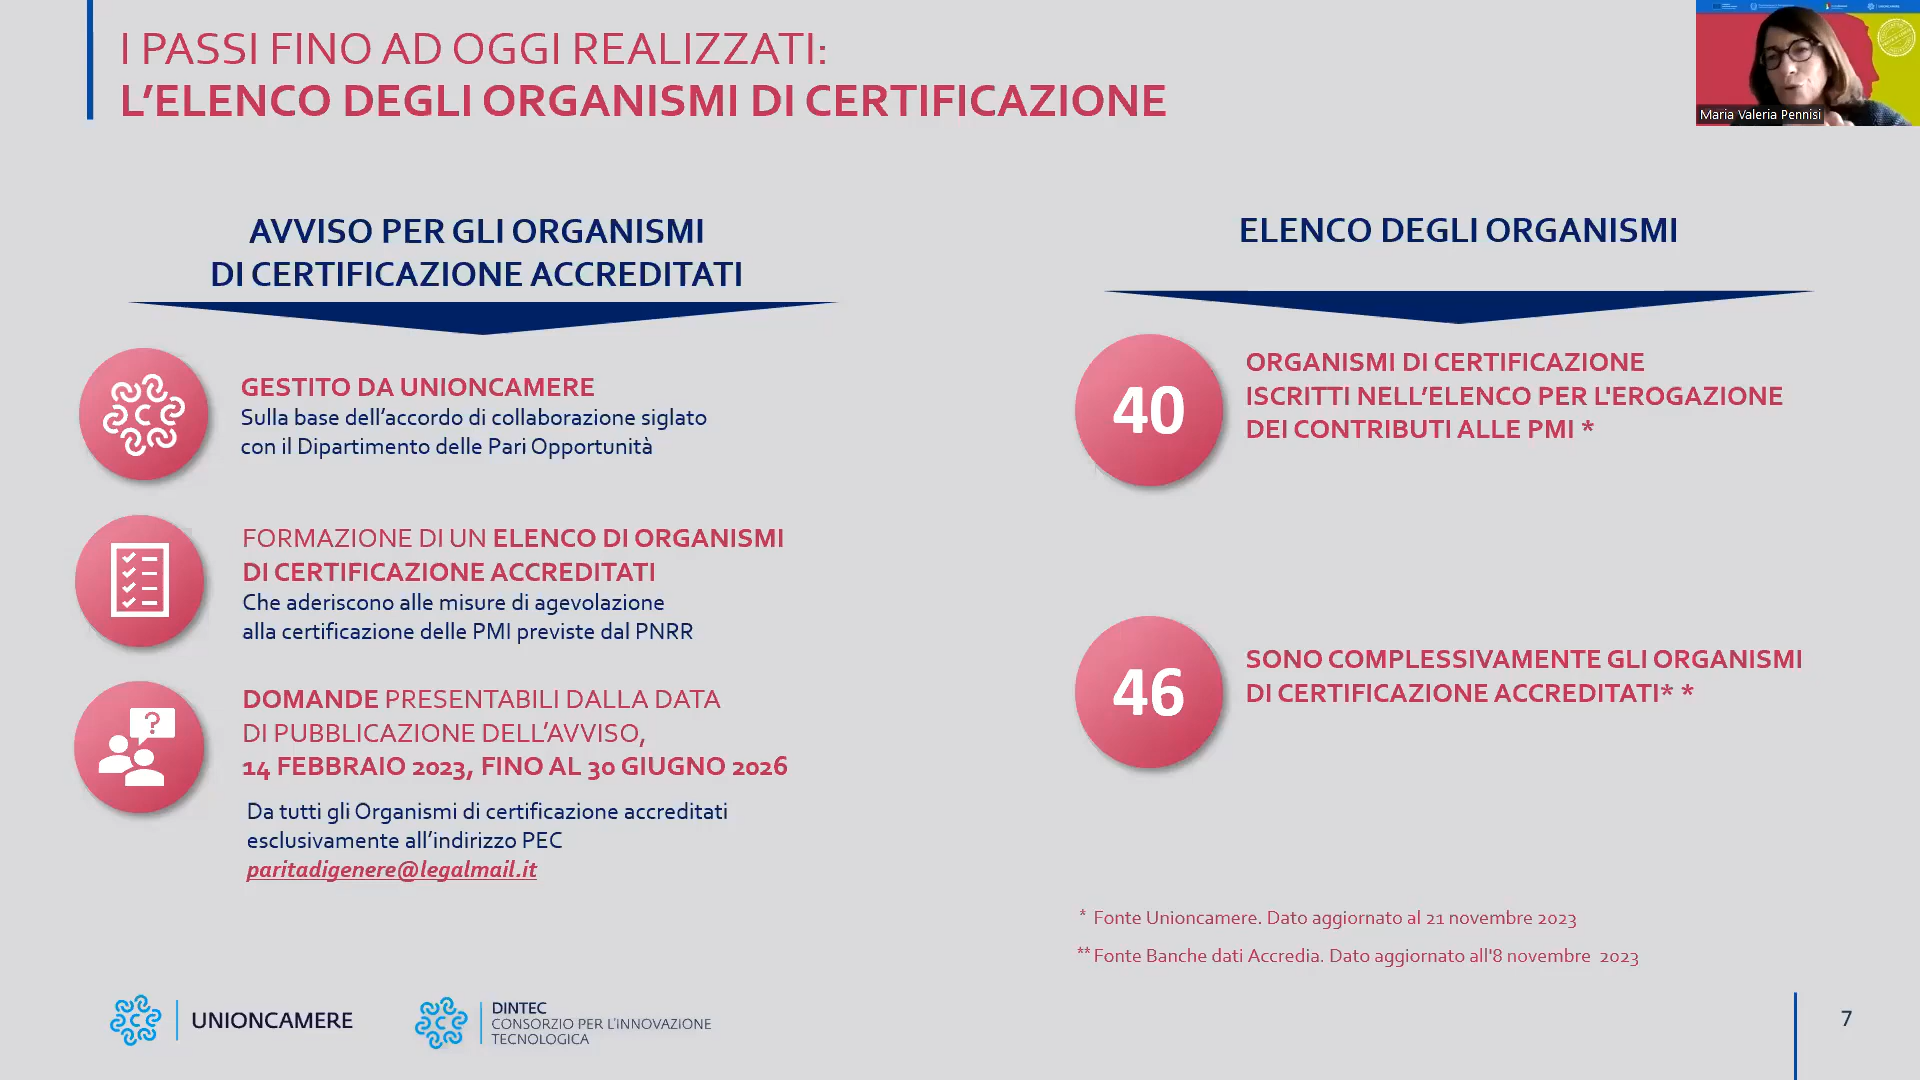 I PASSI FINO AD OGGI REALIZZATI:
L’ELENCO DEGLI ORGANISMI DI CERTIFICAZIONE
Maria Valeria Pennisi
AVVISO PER GLI ORGANISMI
DI CERTIFICAZIONE ACCREDITATI
GESTITO DA UNIONCAMERE
Sulla base dell’accordo di collaborazione siglato
con il Dipartimento delle Pari Opportunità
FORMAZIONE DI UN ELENCO DI ORGANISMI
DI CERTIFICAZIONE ACCREDITATI
Che aderiscono alle misure di agevolazione
alla certificazione delle PMI previste dal PNRR
?
DOMANDE PRESENTABILI DALLA DATA
DI PUBBLICAZIONE DELL’AVVISO,
14 FEBBRAIO 2023, FINO AL 30 GIUGNO 2026
Da tutti gli Organismi di certificazione accreditati
esclusivamente all’indirizzo PEC
paritadigenere@legalmail.it
ELENCO DEGLI ORGANISMI
40
ORGANISMI DI CERTIFICAZIONE
ISCRITTI NELL’ELENCO PER L'EROGAZIONE
DEI CONTRIBUTI ALLE PMI *
46
SONO COMPLESSIVAMENTE GLI ORGANISMI
DI CERTIFICAZIONE ACCREDITATI* *
* Fonte Unioncamere. Dato aggiornato al 21 novembre 2023
** Fonte Banche dati Accredia. Dato aggiornato all'8 novembre 2023
UNIONCAMERE
DINTEC
CONSORZIO PER L’INNOVAZIONE
TECNOLOGICA
7